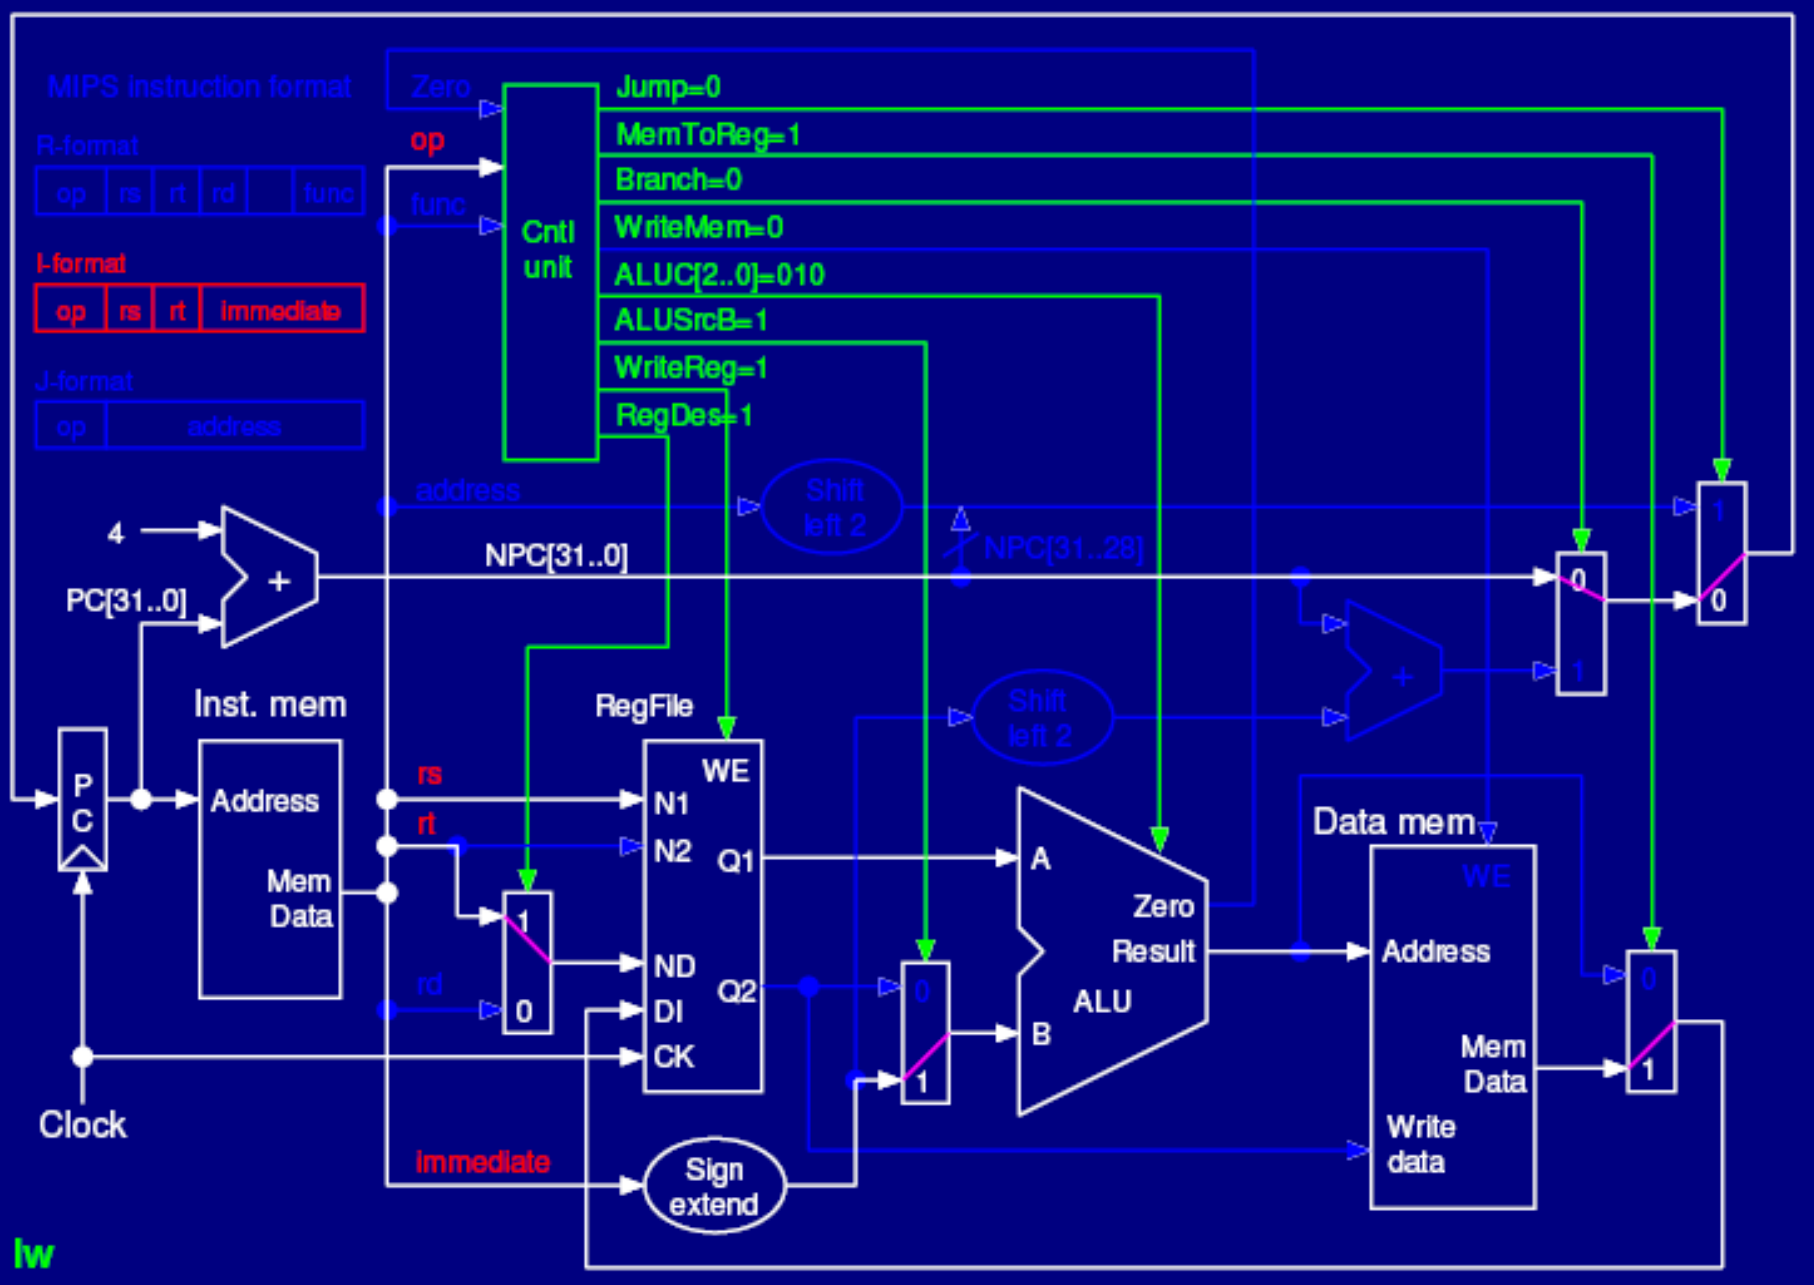 MIPS instruction format
Zero
Jump=0
R-format
op
MemToReg=1
op rs rt rd func
func
Branch=0
Cntl
unit
WriteMem=0
I-format
ALUC[2..0]=010
op rs rt immediate
ALUSrcB=1
WriteReg=1
J-format
RegDes=1
op address
address
Shift
left 2
1
4
NPC[31..0]
NPC[31..28]
+
0
PC[31..0]
0
+
1
Inst. mem
RegFile
Shift
left 2
P
C
Address
rs
WE
N1
rt
N2
Q1
A
Data mem
WE
Mem
Data
1
Zero
ND
Result
Address
rd
0
DI
Q2
0
ALU
0
B
CK
1
Mem
Data
1
Clock
Write
data
immediate
Sign
extend
lw